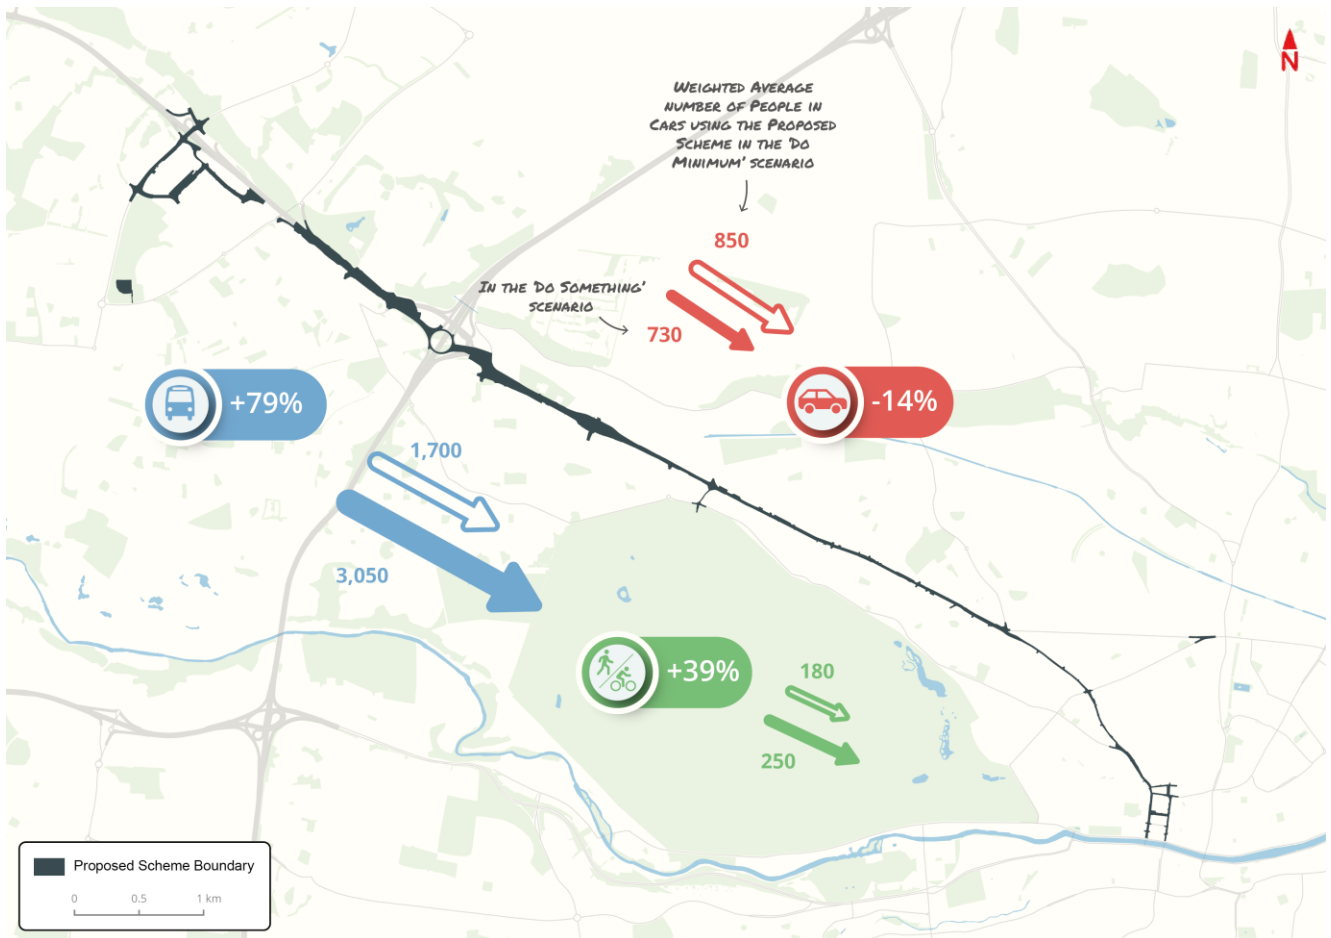 N
WEIGHTED AVERAGE
NUMBER OF PEOPLE IN
CARS USING THE PROPOSED
SCHEME IN THE 'DO
MINIMUM' SCENARIO
850
IN THE 'DO SOMETHING'
SCENARIO
730
+79%
-14%
1,700
3,050
+39%
180
250
Proposed Scheme Boundary
0 0.5 1 km